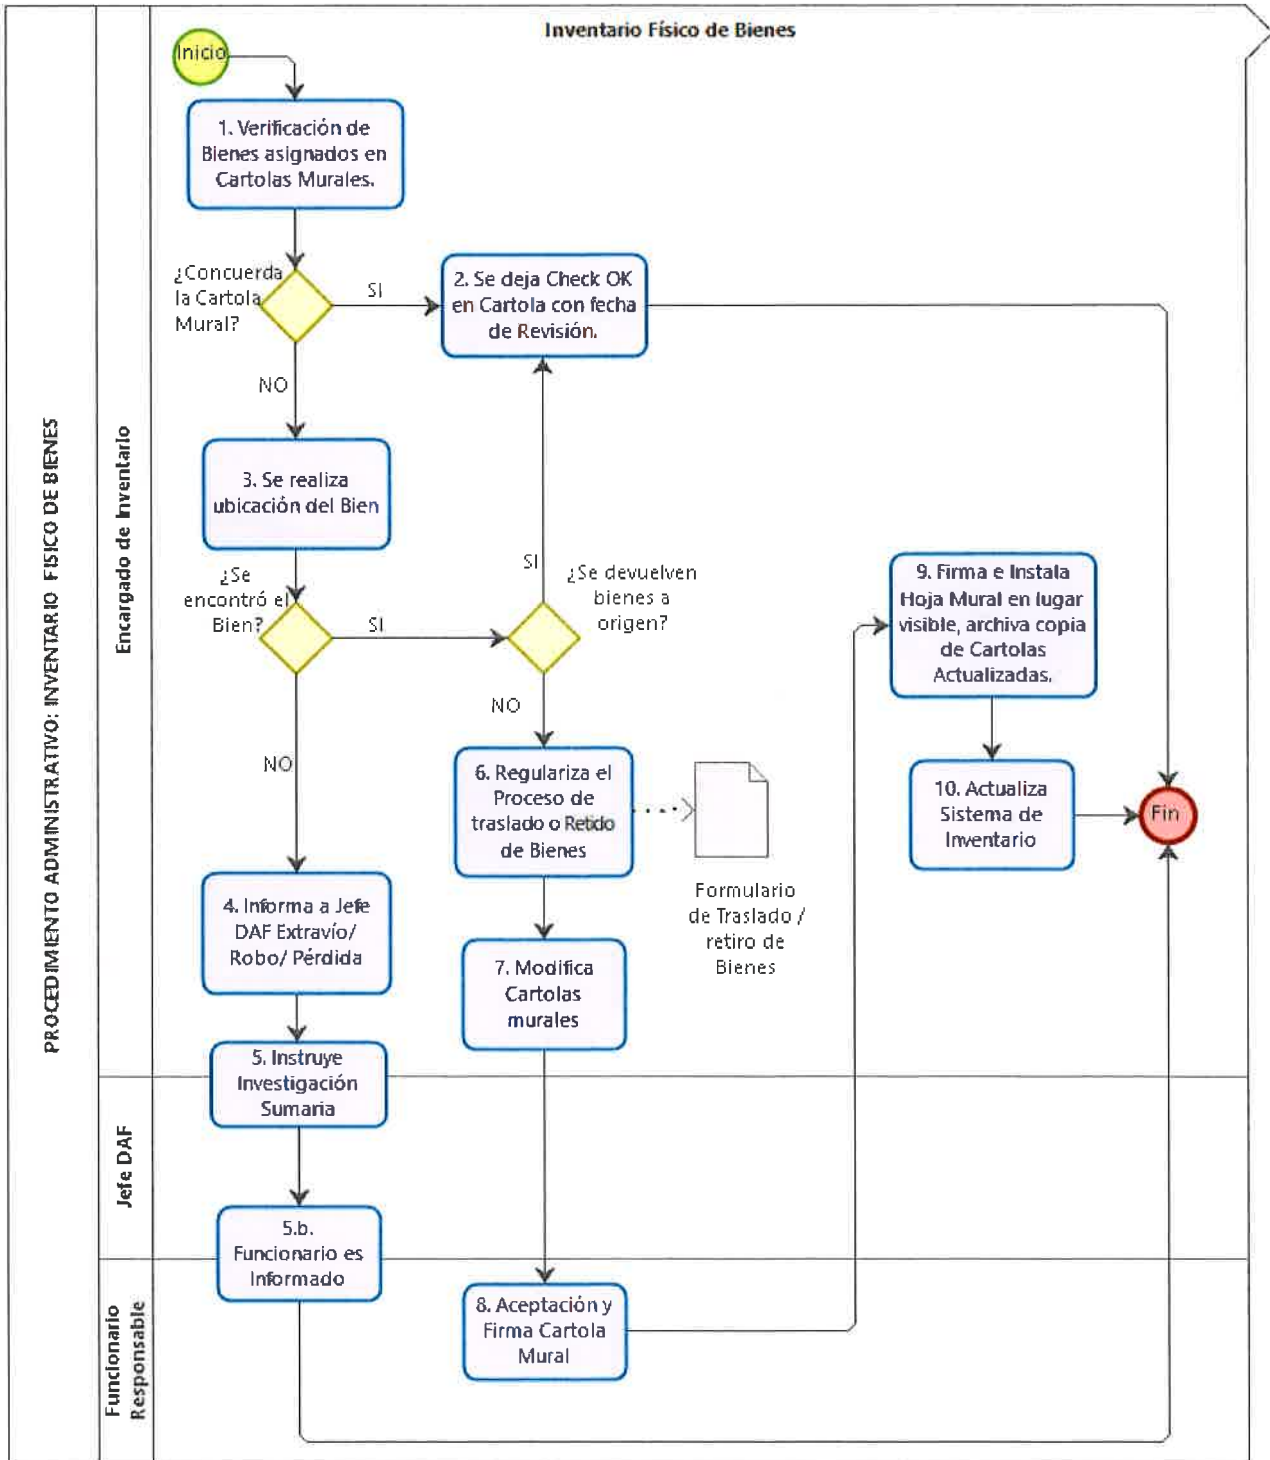 Inventario Físico de Bienes
PROCEDIMIENTO ADMINISTRATIVO: INVENTARIO FISICO DE BIENES
Encargado de Inventario
Inicio
1. Verificación de
Bienes asignados en
Cartolas Murales.
¿Concuerda
la Cartola
Mural?
SI
2. Se deja Check OK
en Cartola con fecha
de Revisión.
NO
3. Se realiza
ubicación del Bien
¿Se
encontró el
Bien?
SI
SI
¿Se devuelven
bienes a
origen?
9. Firma e Instala
Hoja Mural en lugar
visible, archiva copia
de Cartolas
Actualizadas.
NO
NO
6. Regulariza el
Proceso de
traslado o Retido
de Bienes
Formulario
de Traslado /
retiro de
Bienes
10. Actualiza
Sistema de
Inventario
Fin
4. Informa a Jefe
DAF Extravío/
Robo/ Pérdida
7. Modifica
Cartolas
murales
5. Instruye
Investigación
Sumaria
Jefe DAF
5.b.
Funcionario es
Informado
Funcionario
Responsable
8. Aceptación y
Firma Cartola
Mural